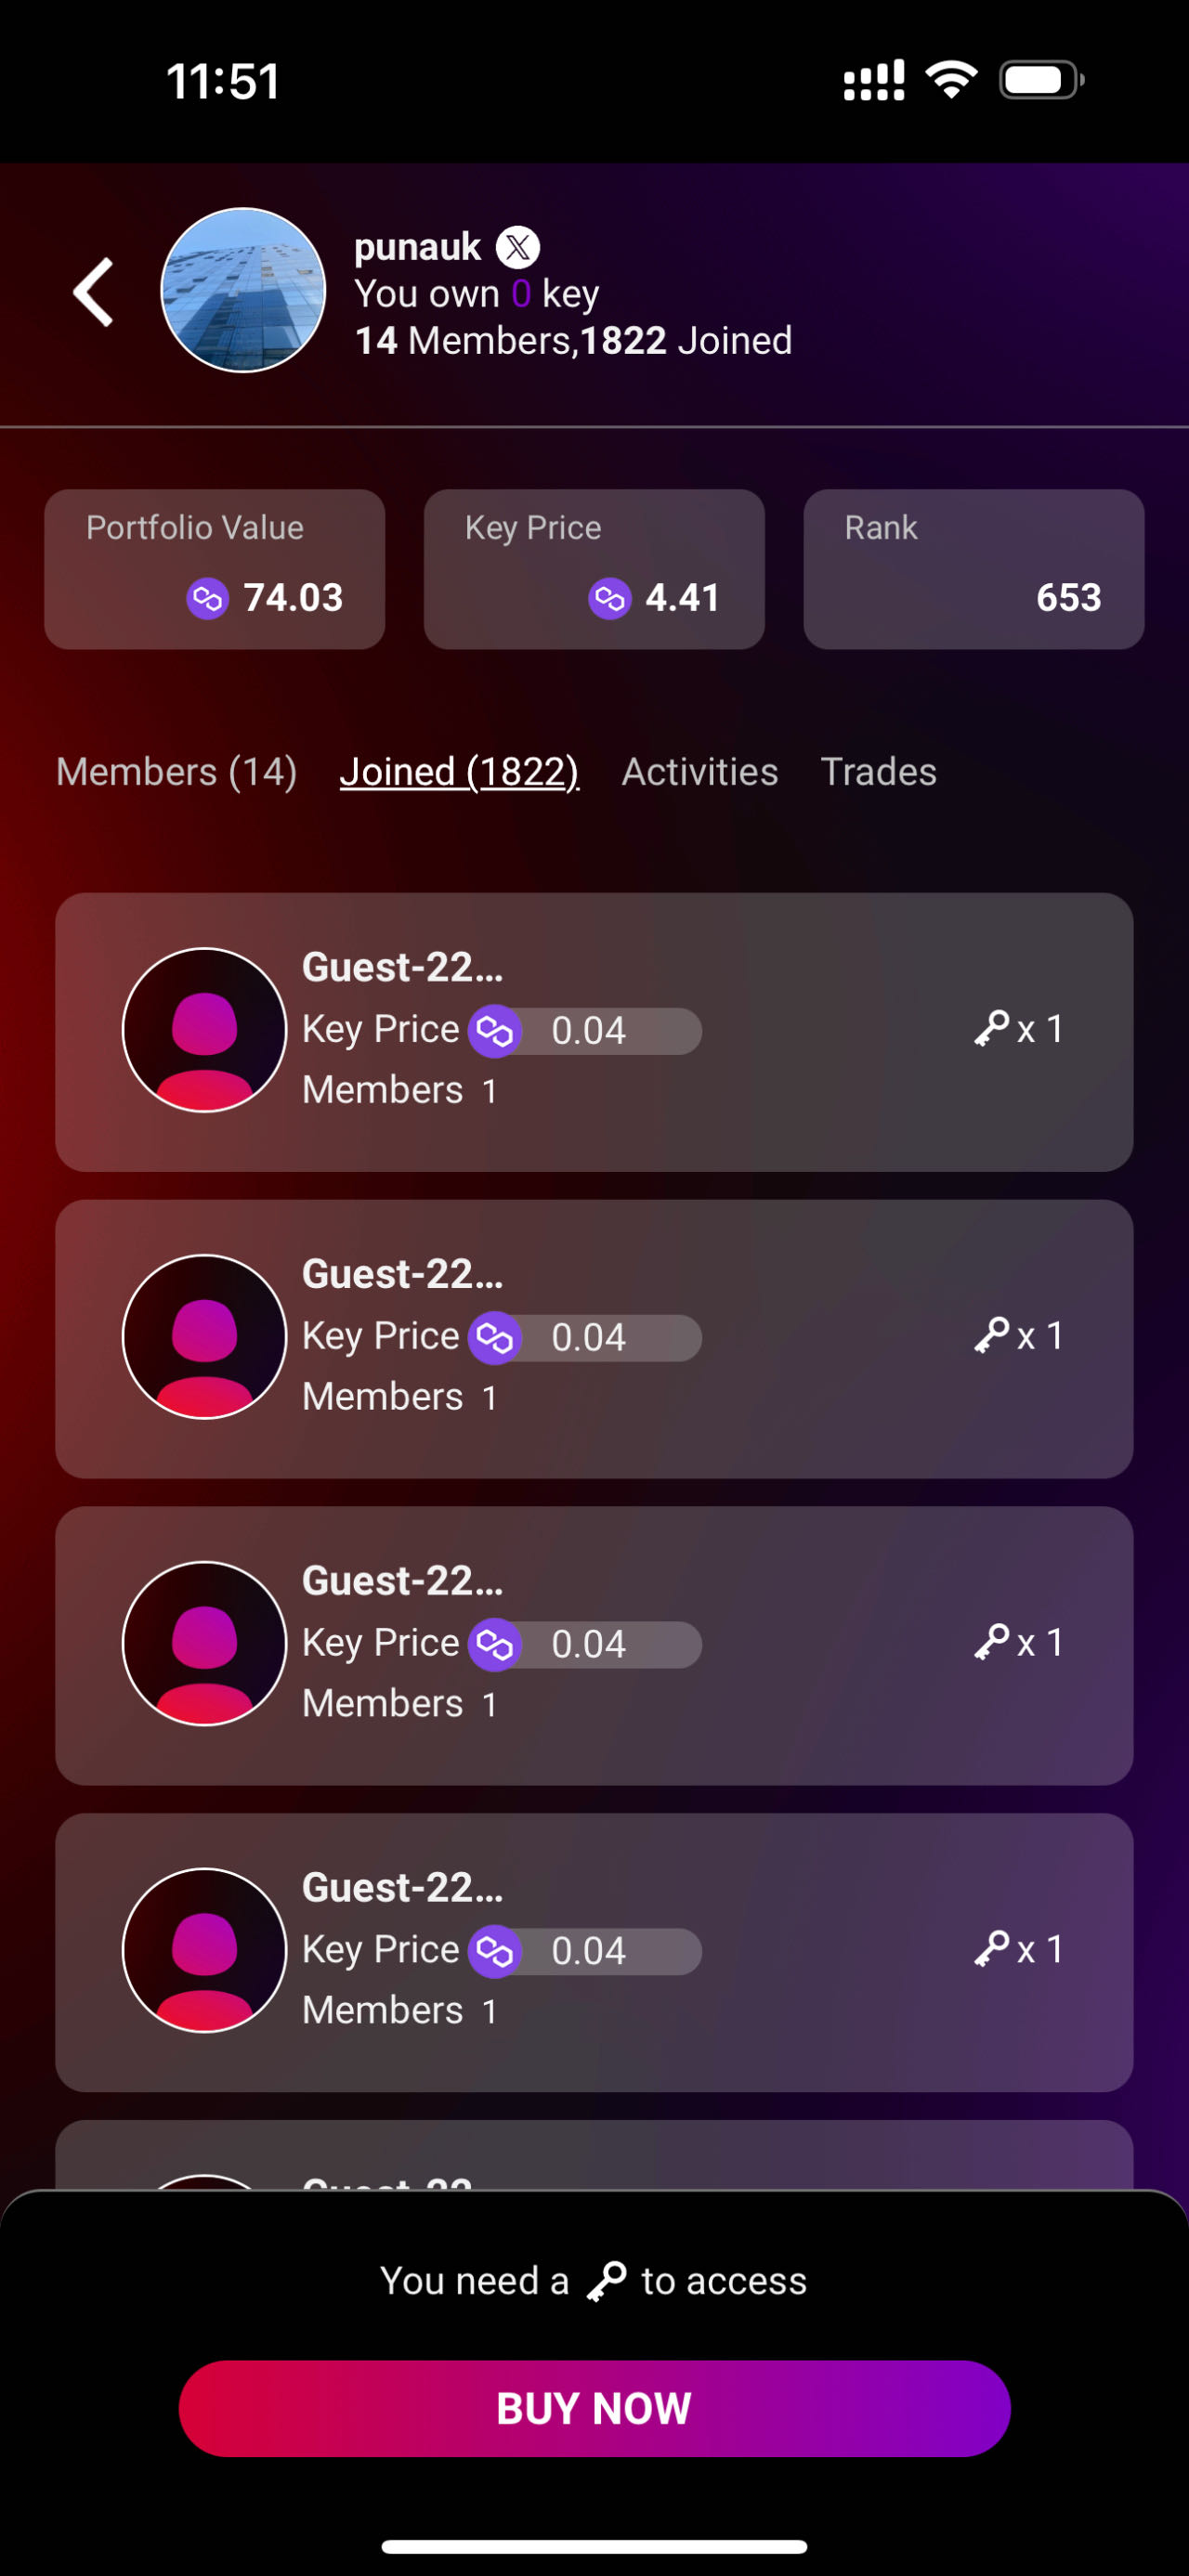 11:51
punauk
You own 0 key
14 Members,1822 Joined
Portfolio Value
74.03
Key Price
4.41
Rank
653
Members (14)
Joined (1822)
Activities
Trades
Guest-22...
Key Price 0.04
Members 1
x 1
Guest-22...
Key Price 0.04
Members 1
x 1
Guest-22...
Key Price 0.04
Members 1
x 1
Guest-22...
Key Price 0.04
Members 1
x 1
You need a to access
BUY NOW